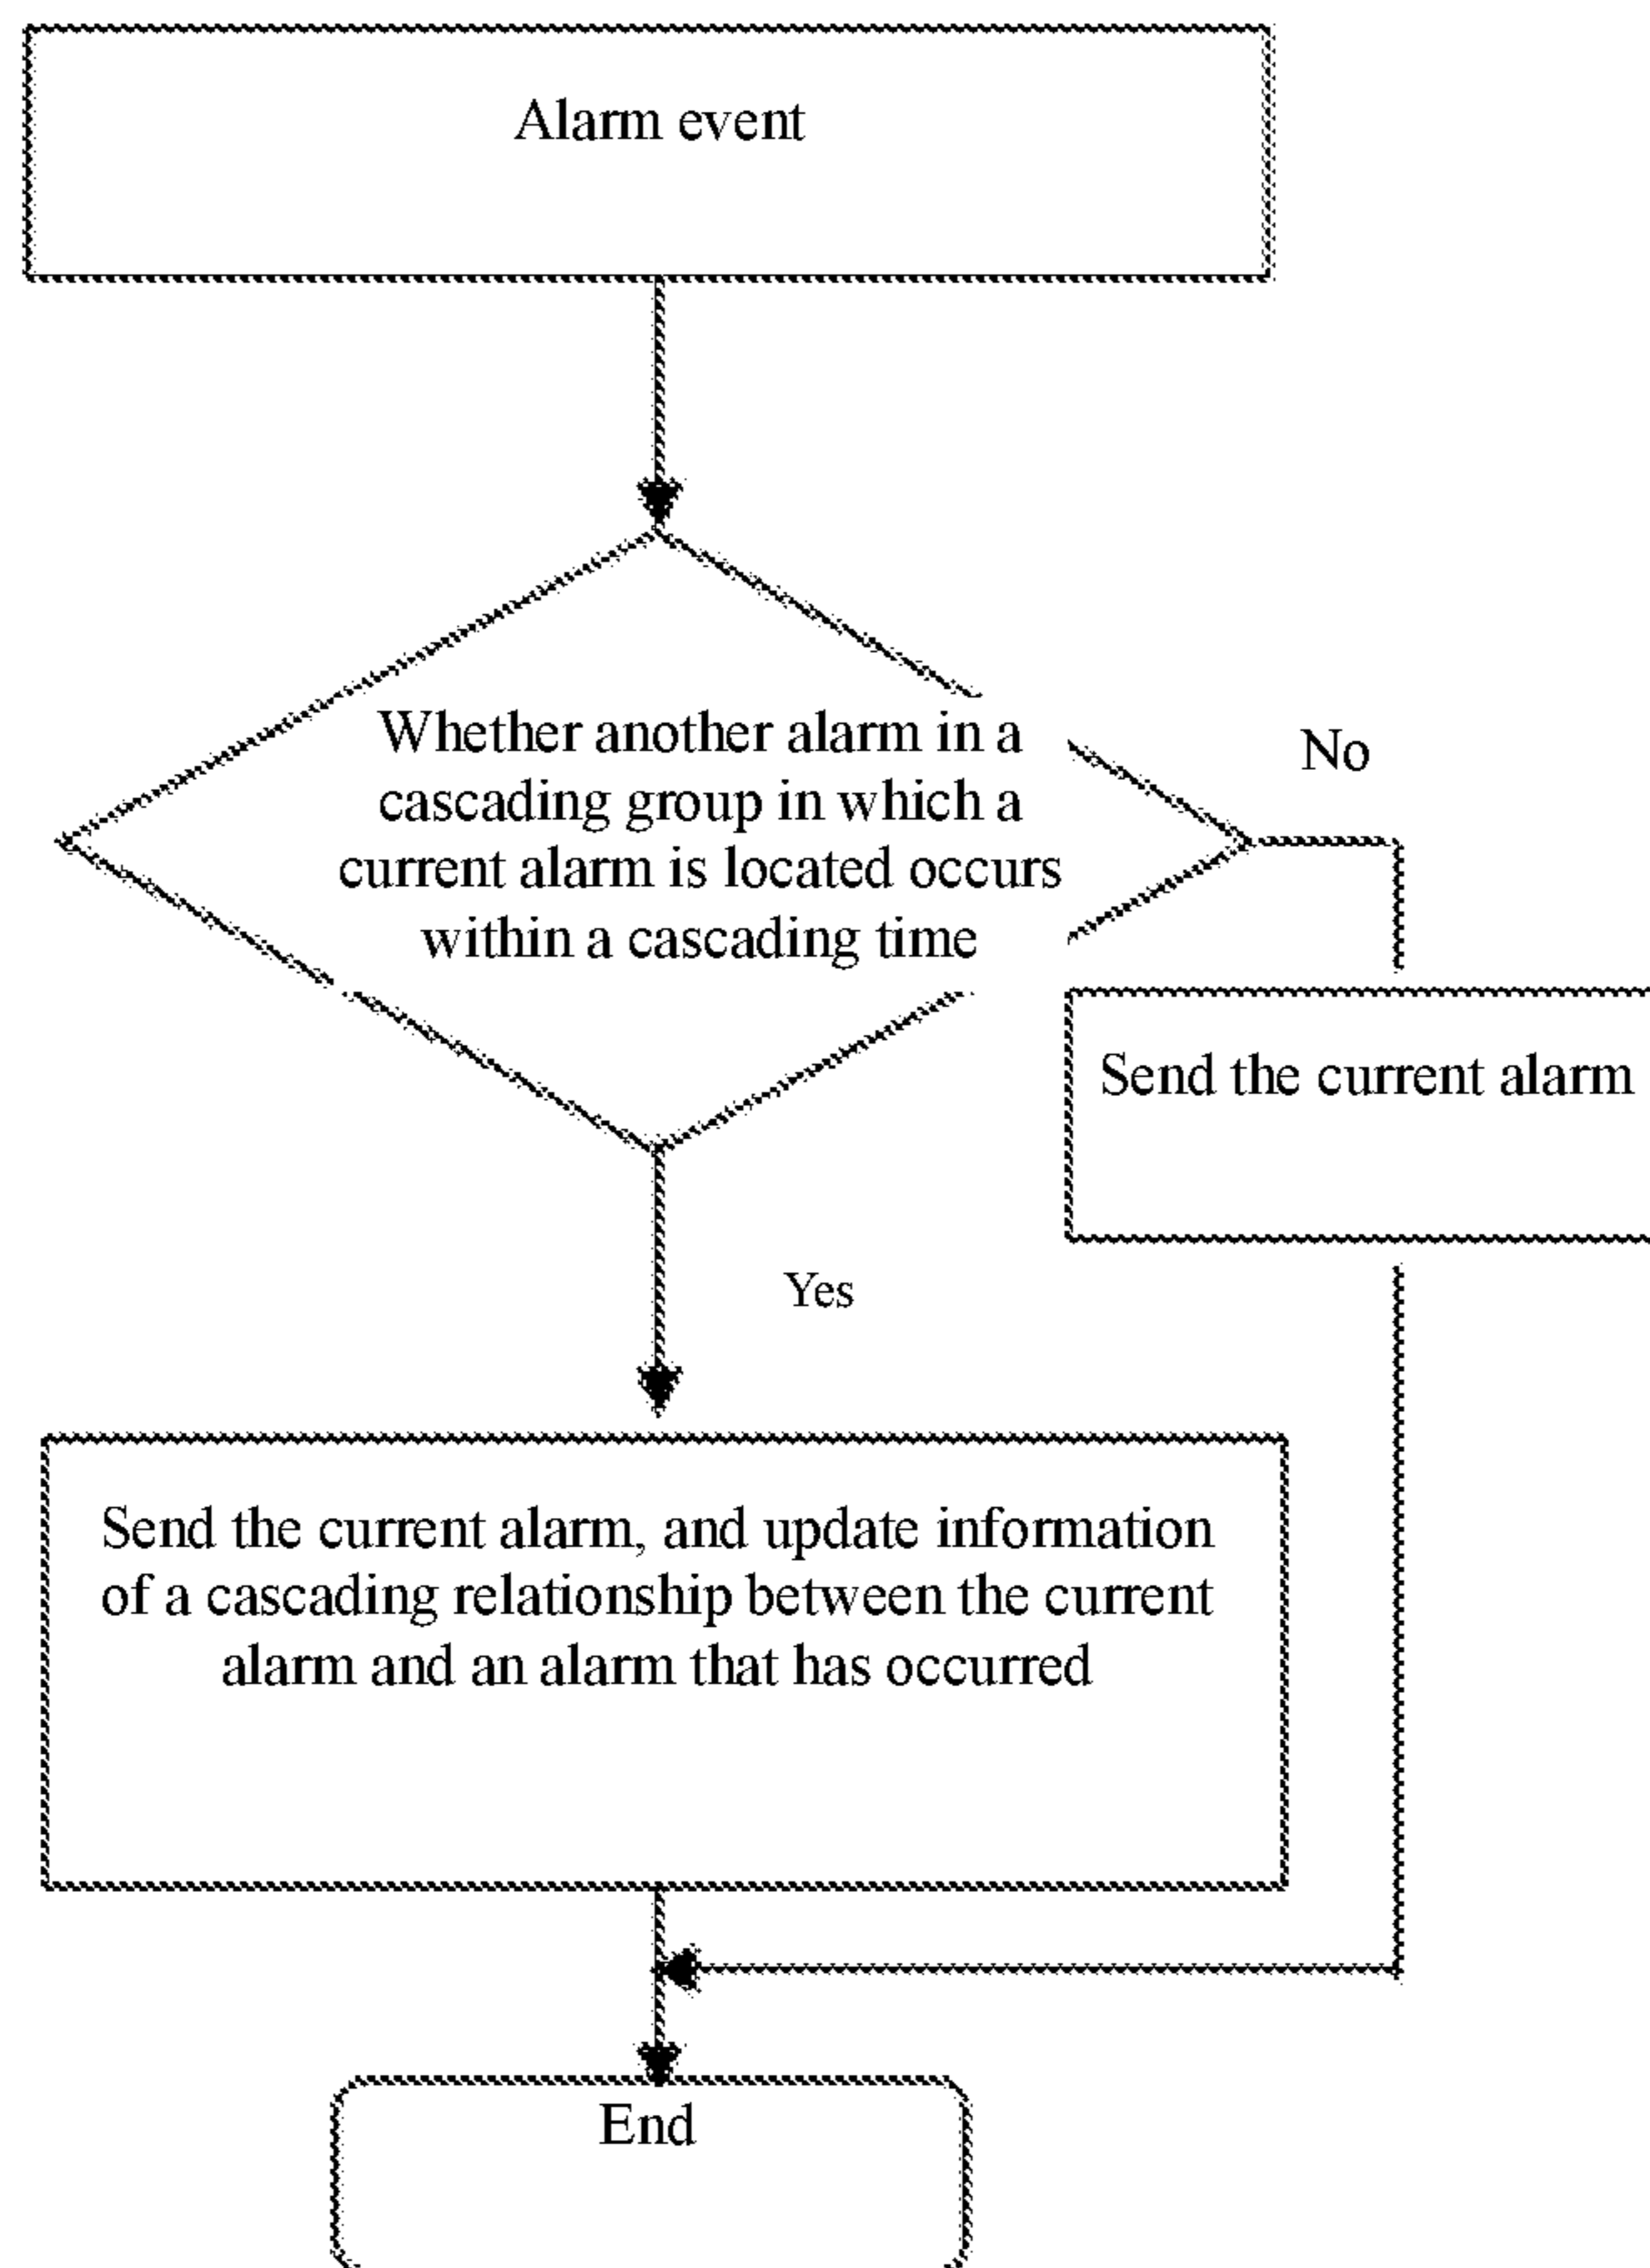 Alarm event
Whether another alarm in a
cascading group in which a
current alarm is located occurs
within a cascading time
No
Send the current alarm
Yes
Send the current alarm, and update information
of a cascading relationship between the current
alarm and an alarm that has occurred
End